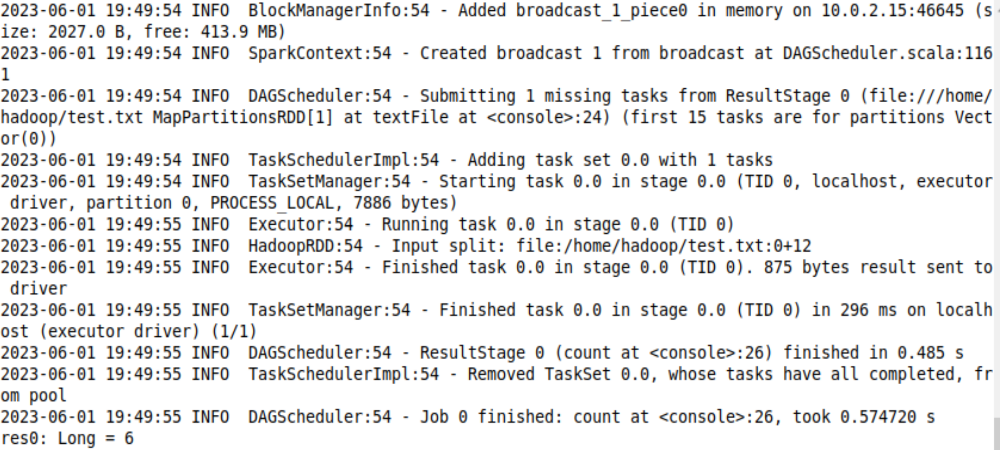 2023-06-01 19:49:54 INFO  BlockManagerInfo:54 - Added broadcast_1_piece0 in memory on 10.0.2.15:46645 (s
ize: 2027.0 B, free: 413.9 MB)
2023-06-01 19:49:54 INFO  SparkContext:54 - Created broadcast 1 from broadcast at DAGScheduler.scala:116
1
2023-06-01 19:49:54 INFO  DAGScheduler:54 - Submitting 1 missing tasks from ResultStage 0 (file:///home/
hadoop/test.txt MapPartitionsRDD[1] at textFile at <console>:24) (first 15 tasks are for partitions Vect
or(0))
2023-06-01 19:49:54 INFO  TaskSchedulerImpl:54 - Adding task set 0.0 with 1 tasks
2023-06-01 19:49:54 INFO  TaskSetManager:54 - Starting task 0.0 in stage 0.0 (TID 0, localhost, executor
 driver, partition 0, PROCESS_LOCAL, 7886 bytes)
2023-06-01 19:49:55 INFO  Executor:54 - Running task 0.0 in stage 0.0 (TID 0)
2023-06-01 19:49:55 INFO  HadoopRDD:54 - Input split: file:/home/hadoop/test.txt:0+12
2023-06-01 19:49:55 INFO  Executor:54 - Finished task 0.0 in stage 0.0 (TID 0). 875 bytes result sent to
 driver
2023-06-01 19:49:55 INFO  TaskSetManager:54 - Finished task 0.0 in stage 0.0 (TID 0) in 296 ms on localh
ost (executor driver) (1/1)
2023-06-01 19:49:55 INFO  DAGScheduler:54 - ResultStage 0 (count at <console>:26) finished in 0.485 s
2023-06-01 19:49:55 INFO  TaskSchedulerImpl:54 - Removed TaskSet 0.0, whose tasks have all completed, fr
om pool
2023-06-01 19:49:55 INFO  DAGScheduler:54 - Job 0 finished: count at <console>:26, took 0.574720 s
res0: Long = 6